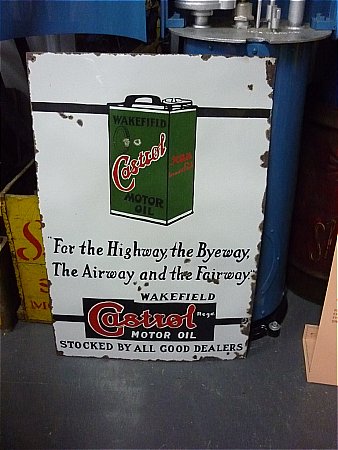 WAKEFIELD
Castrol
MOTOR
OIL
"For the Highway, the Byeway,
The Airway and the Fairway"
WAKEFIELD
Castrol Regd.
MOTOR OIL
STOCKED BY ALL GOOD DEALERS